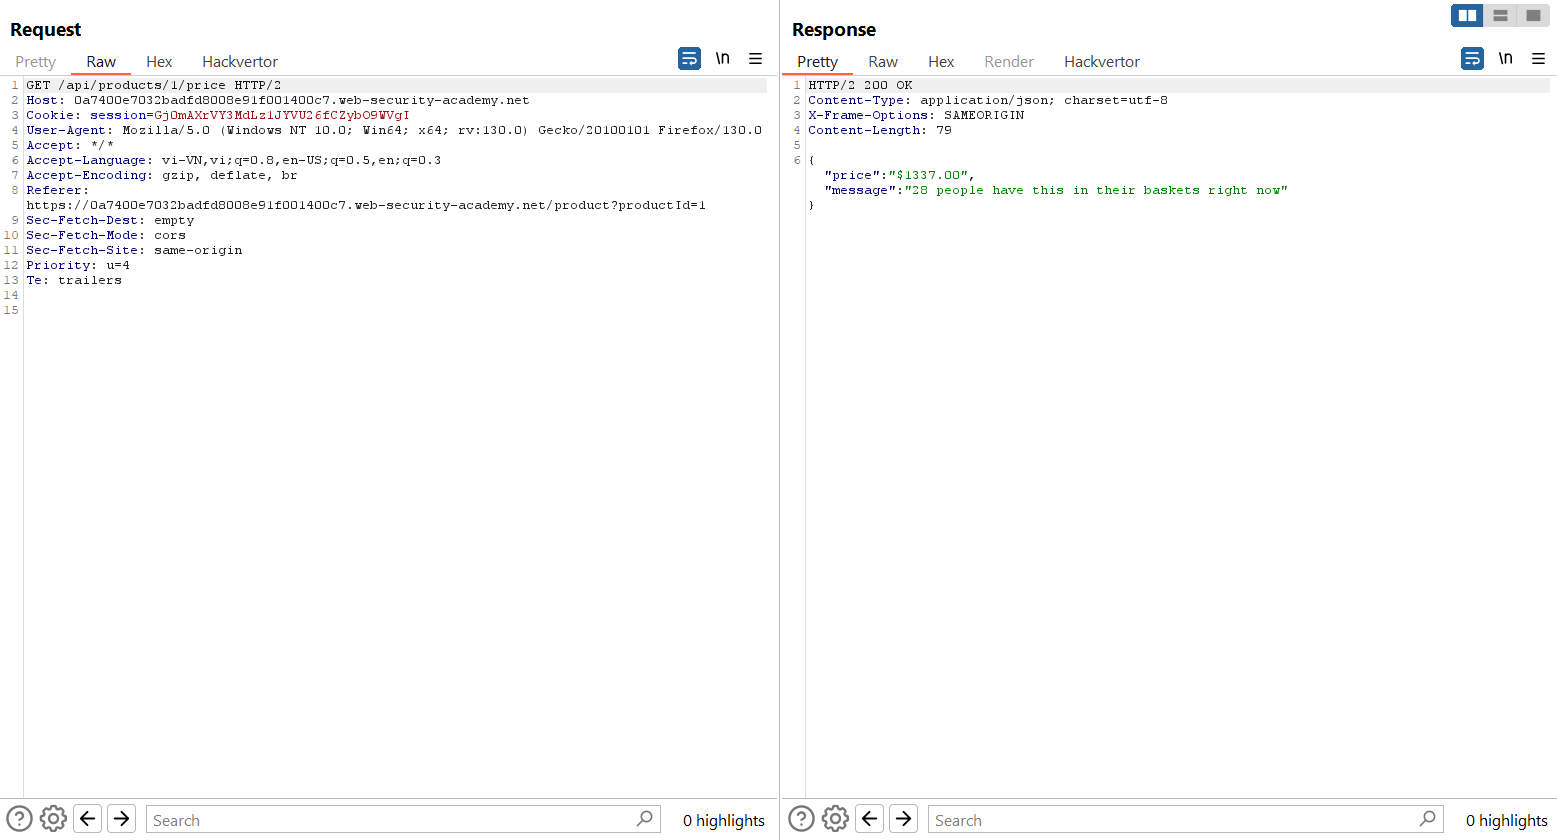 Request
Pretty Raw Hex Hackvertor \n
1 GET /api/products/1/price HTTP/2
2 Host: 0a7400e7032badfd8008e91f001400c7.web-security-academy.net
3 Cookie: session=Gj0mAXrVY3MdLz1JYVU26fCZybO9WVgI
4 User-Agent: Mozilla/5.0 (Windows NT 10.0; Win64; x64; rv:130.0) Gecko/20100101 Firefox/130.0
5 Accept: */*
6 Accept-Language: vi-VN,vi;q=0.8,en-US;q=0.5,en;q=0.3
7 Accept-Encoding: gzip, deflate, br
8 Referer:
https://0a7400e7032badfd8008e91f001400c7.web-security-academy.net/product?productId=1
9 Sec-Fetch-Dest: empty
10 Sec-Fetch-Mode: cors
11 Sec-Fetch-Site: same-origin
12 Priority: u=4
13 Te: trailers
14
15
Search 0 highlights
Response
Pretty Raw Hex Render Hackvertor \n
1 HTTP/2 200 OK
2 Content-Type: application/json; charset=utf-8
3 X-Frame-Options: SAMEORIGIN
4 Content-Length: 79
5
6 {
"price":"$1337.00",
"message":"28 people have this in their baskets right now"
}
Search 0 highlights